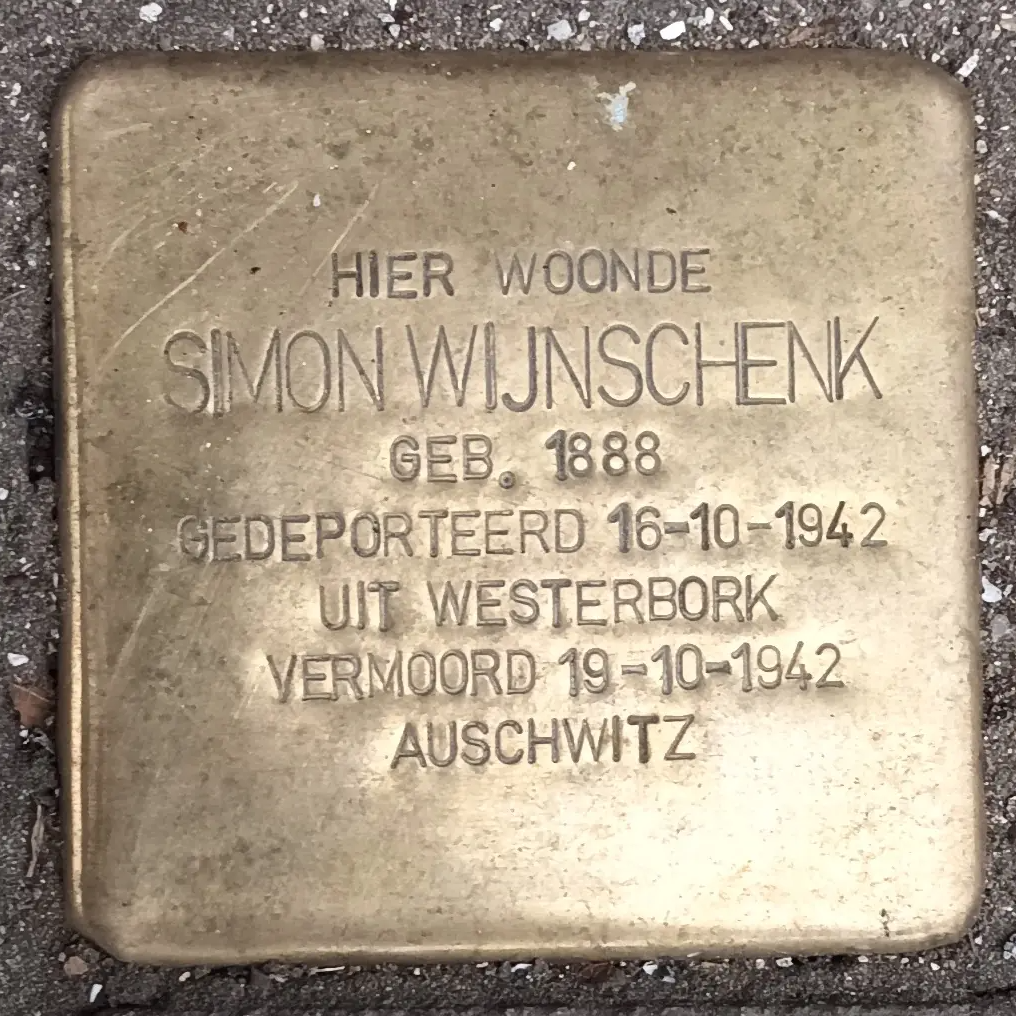 HIER WOONDE
SIMON WIJNSCHENK
GEB. 1888
GEDEPORTEERD 16-10-1942
UIT WESTERBORK
VERMOORD 19-10-1942
AUSCHWITZ